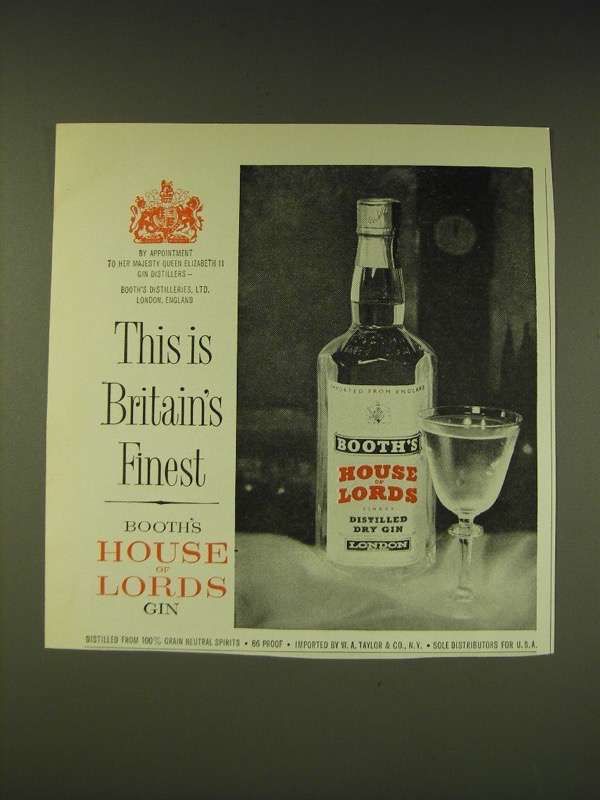 BY APPOINTMENT
TO HER MAJESTY QUEEN ELIZABETH II
GIN DISTILLERS—
BOOTH'S DISTILLERIES, LTD.
LONDON, ENGLAND
This is
Britain's
Finest
BOOTH'S
HOUSE
OF
LORDS
GIN
IMPORTED FROM ENGLAND
BOOTH'S
HOUSE
OF
LORDS
FINEST
DISTILLED
DRY GIN
LONDON
DISTILLED FROM 100% GRAIN NEUTRAL SPIRITS • 86 PROOF • IMPORTED BY W. A. TAYLOR & CO., N.Y. • SOLE DISTRIBUTORS FOR U.S.A.